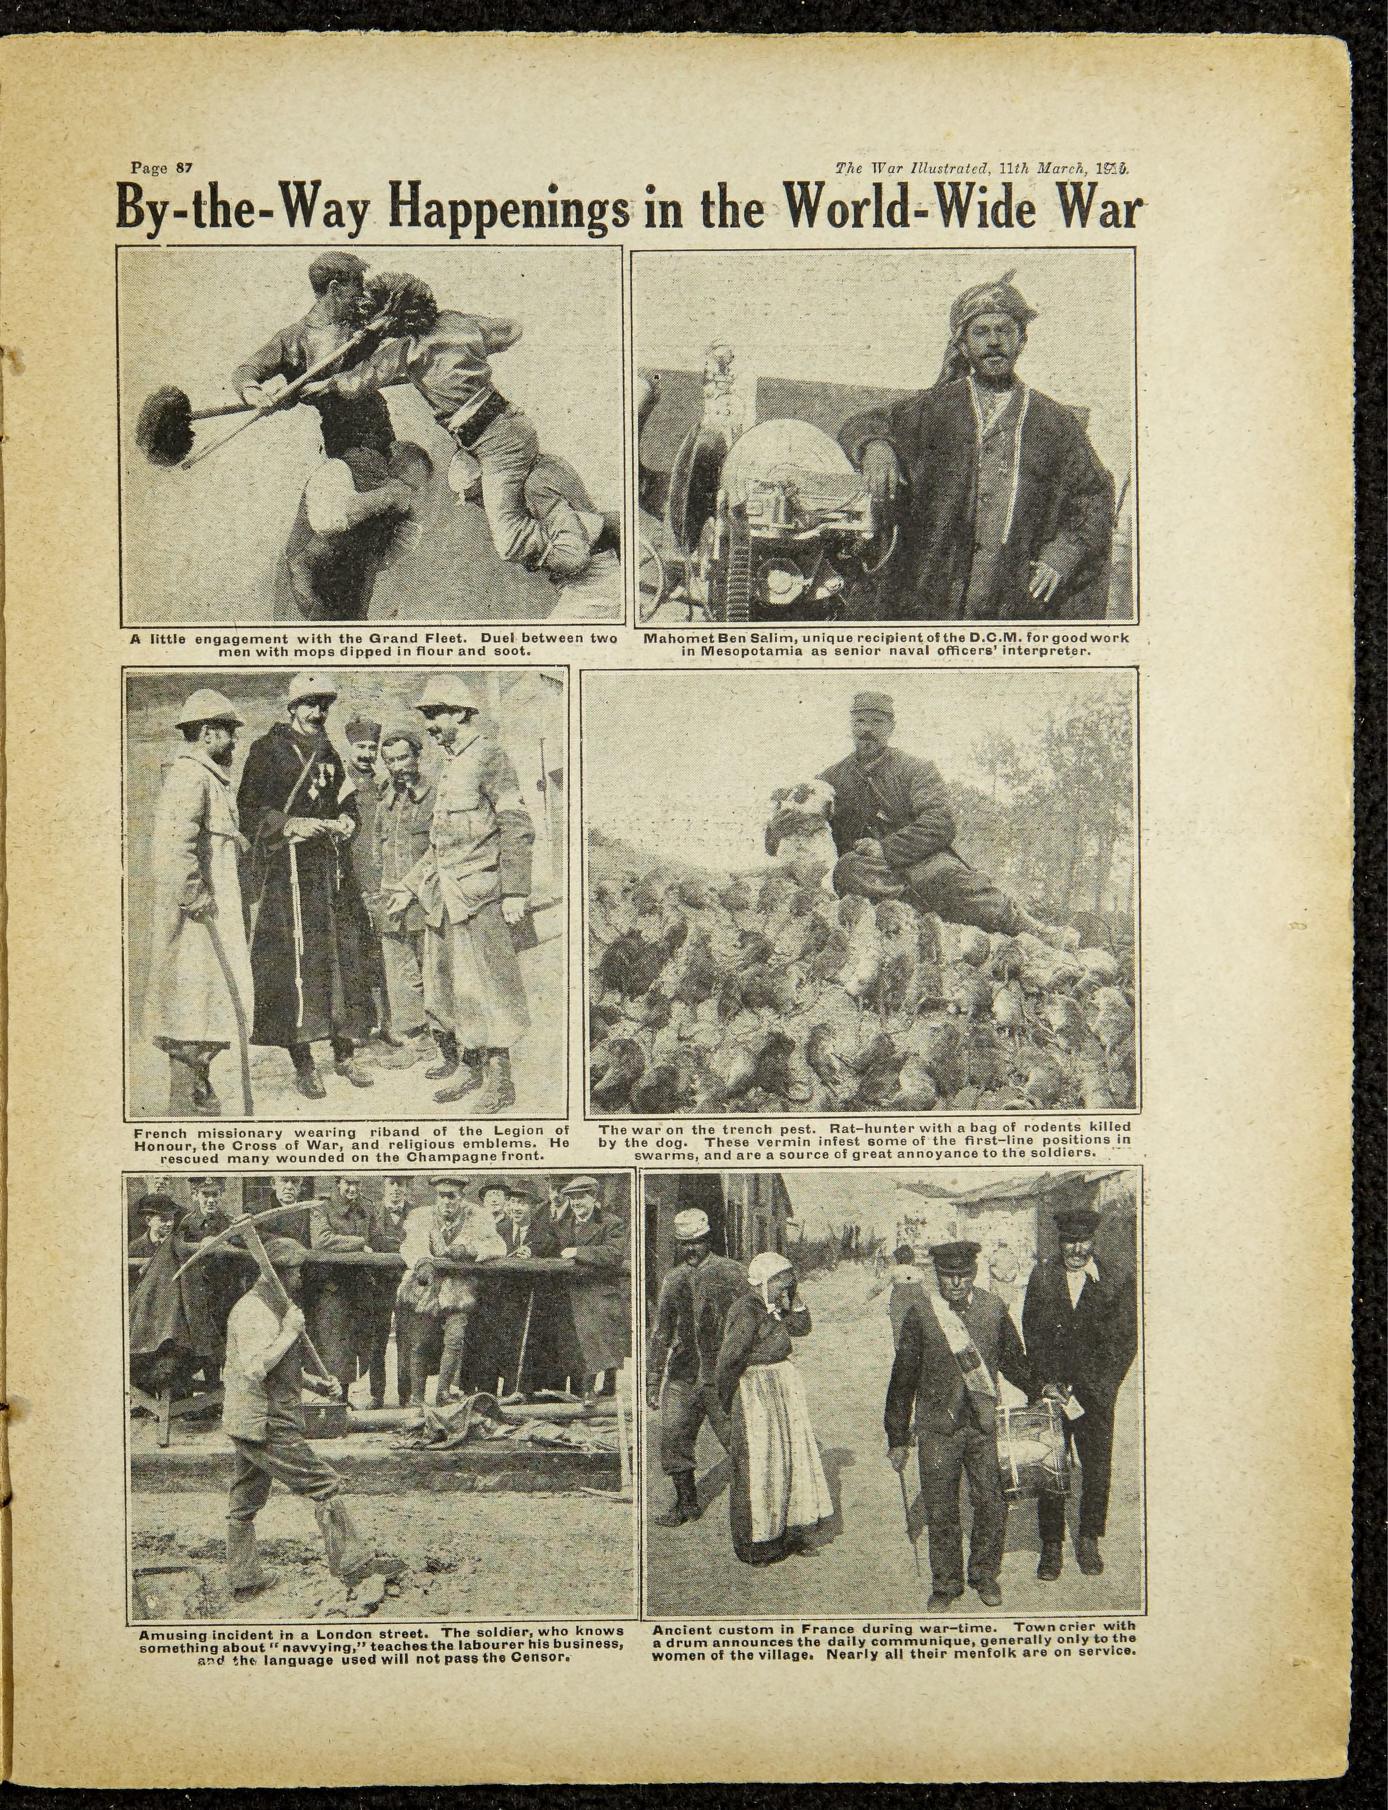 Page 87
The War Illustrated, 11th March, 1916.
By-the-Way Happenings in the World-Wide War
A little engagement with the Grand Fleet. Duel between two
men with mops dipped in flour and soot.
Mahomet Ben Salim, unique recipient of the D.C.M. for good work
in Mesopotamia as senior naval officers' interpreter.
French missionary wearing riband of the Legion of
Honour, the Cross of War, and religious emblems. He
rescued many wounded on the Champagne front.
The war on the trench pest. Rat-hunter with a bag of rodents killed
by the dog. These vermin infest some of the first-line positions in
swarms, and are a source of great annoyance to the soldiers.
Amusing incident in a London street. The soldier, who knows
something about "navvying," teaches the labourer his business,
and the language used will not pass the Censor.
Ancient custom in France during war-time. Town crier with
a drum announces the daily communique, generally only to the
women of the village. Nearly all their menfolk are on service.